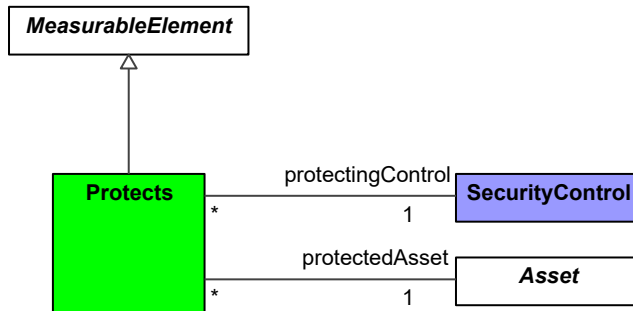 MeasurableElement
protectingControl
Protects
SecurityControl
* 1
protectedAsset
Asset
* 1